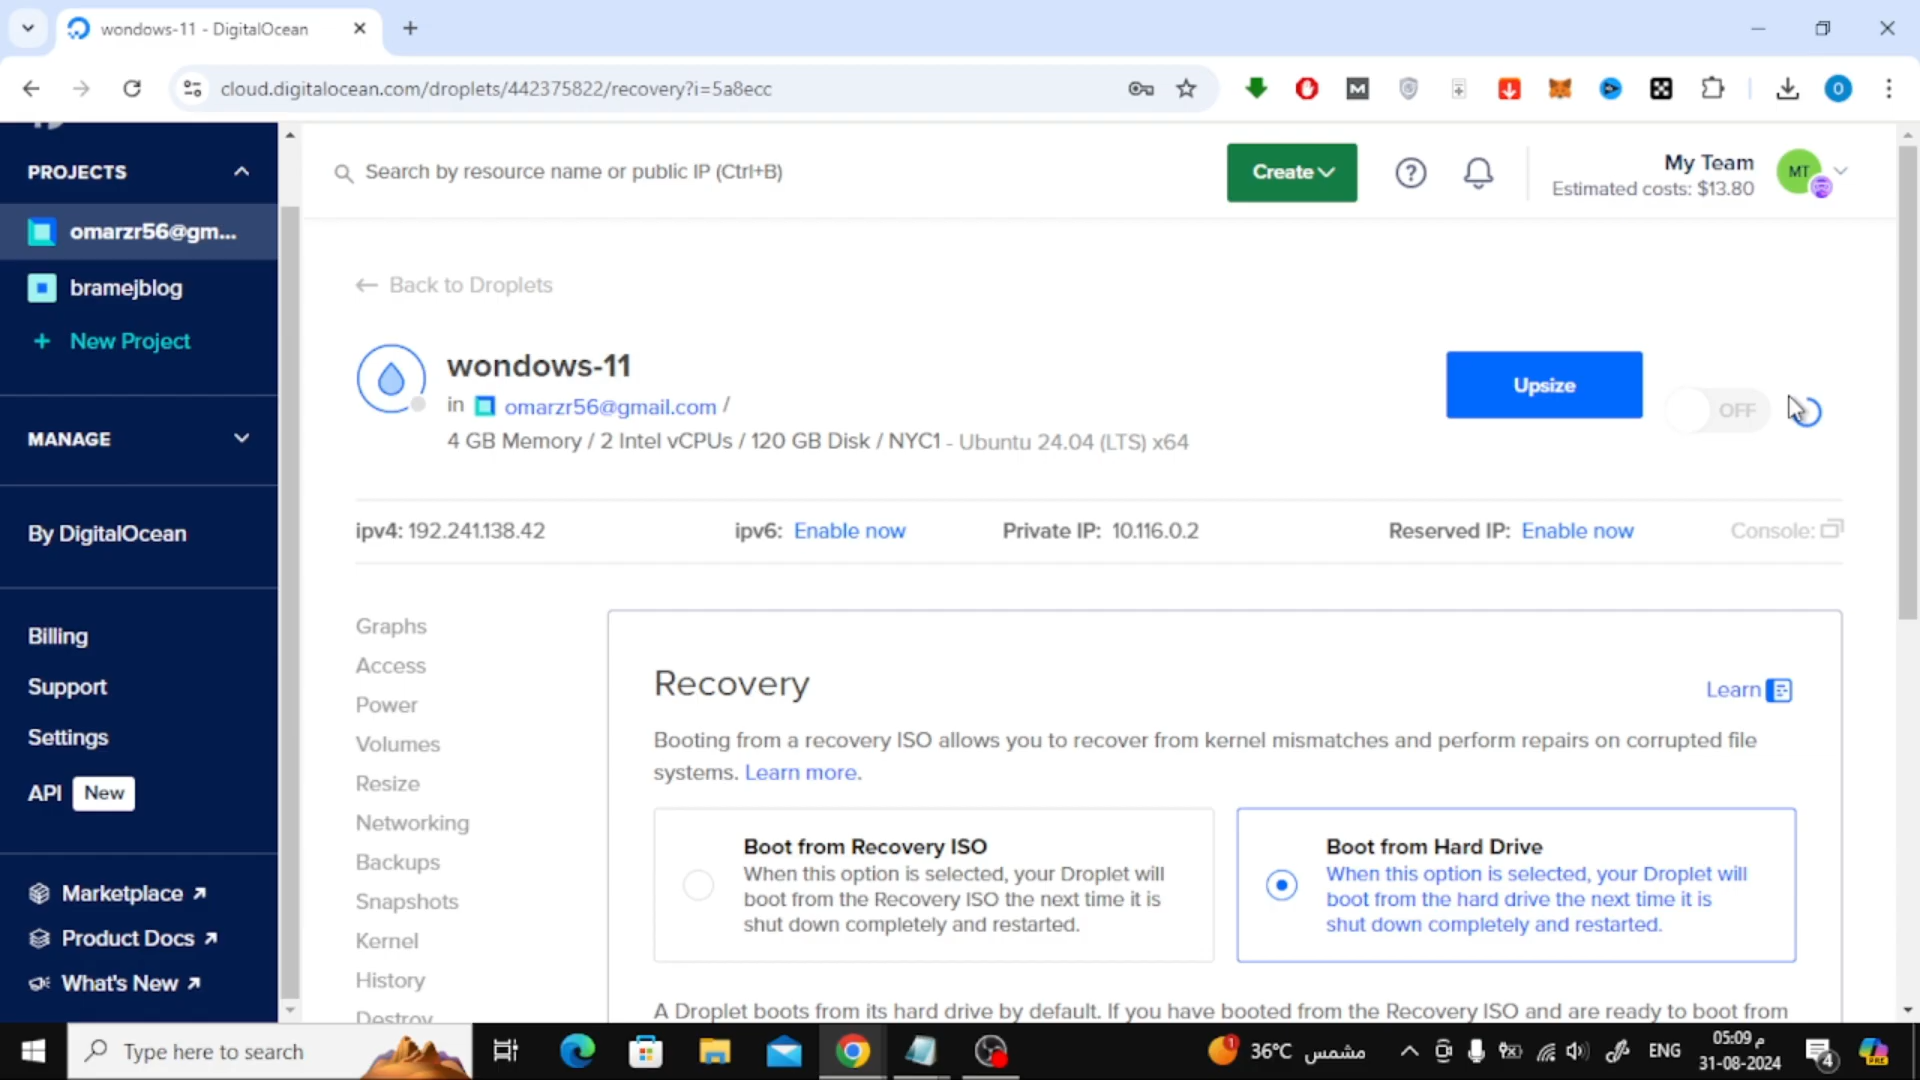 wondows-11 - DigitalOcean
cloud.digitalocean.com/droplets/442375822/recovery?i=5a8ecc
M
O
PROJECTS
omarzr56@gm...
bramejblog
+ New Project
MANAGE
By DigitalOcean
Billing
Support
Settings
API New
Marketplace
Product Docs
What's New
Search by resource name or public IP (Ctrl+B)
Create
My Team
Estimated costs: $13.80
MT
← Back to Droplets
wondows-11
in omarzr56@gmail.com /
4 GB Memory / 2 Intel vCPUs / 120 GB Disk / NYC1 - Ubuntu 24.04 (LTS) x64
Upsize
OFF
ipv4: 192.241.138.42 ipv6: Enable now Private IP: 10.116.0.2 Reserved IP: Enable now Console:
Graphs
Access
Power
Volumes
Resize
Networking
Backups
Snapshots
Kernel
History
Destroy
Recovery
Learn
Booting from a recovery ISO allows you to recover from kernel mismatches and perform repairs on corrupted file
systems. Learn more.
Boot from Recovery ISO
When this option is selected, your Droplet will
boot from the Recovery ISO the next time it is
shut down completely and restarted.
Boot from Hard Drive
When this option is selected, your Droplet will
boot from the hard drive the next time it is
shut down completely and restarted.
A Droplet boots from its hard drive by default. If you have booted from the Recovery ISO and are ready to boot from
Type here to search
1
36°C مشمس
ENG
05:09 م
31-08-2024
4
PRE